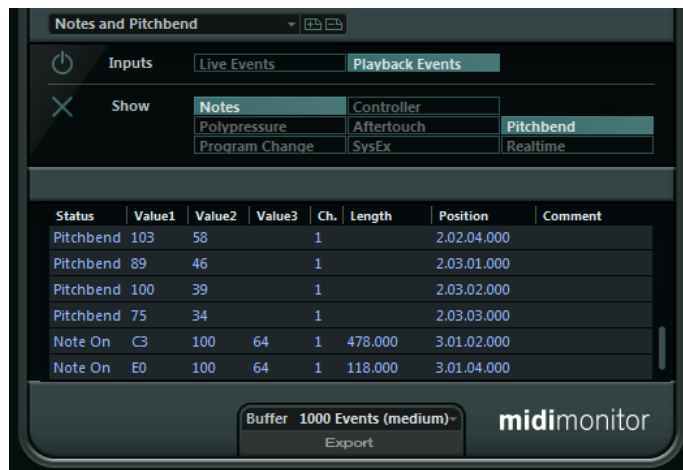 Notes and Pitchbend
Inputs Live Events Playback Events
Show Notes Controller
Polypressure Aftertouch Pitchbend
Program Change SysEx Realtime
Status Value1 Value2 Value3 Ch. Length Position Comment
Pitchbend 103 58 1 2.02.04.000
Pitchbend 89 46 1 2.03.01.000
Pitchbend 100 39 1 2.03.02.000
Pitchbend 75 34 1 2.03.03.000
Note On C3 100 64 1 478.000 3.01.02.000
Note On E0 100 64 1 118.000 3.01.04.000
Buffer 1000 Events (medium)
Export
midimonitor